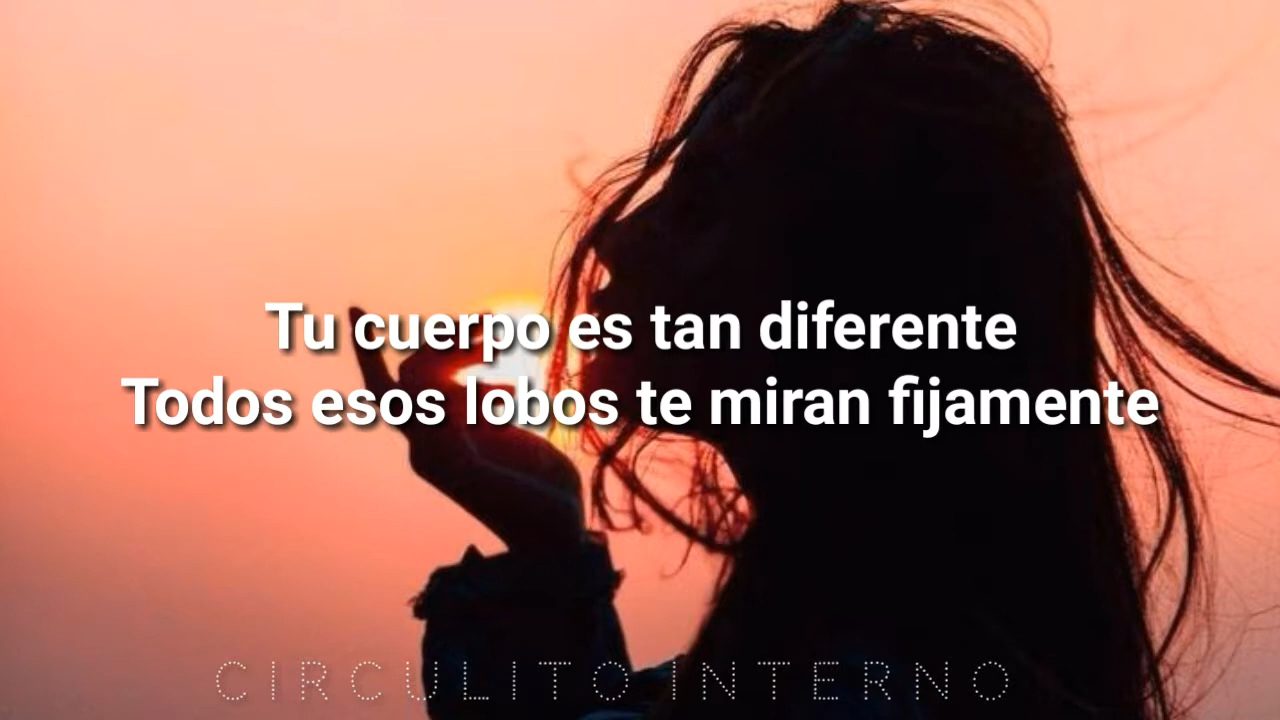 Tu cuerpo es tan diferente
Todos esos lobos te miran fijamente
CIRCULITO INTERNO